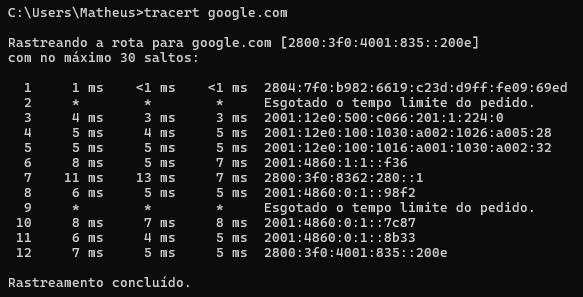 C:\Users\Matheus>tracert google.com
Rastreando a rota para google.com [2800:3f0:4001:835::200e]
com no máximo 30 saltos:
1 1 ms <1 ms <1 ms 2804:7f0:b982:6619:c23d:d9ff:fe09:69ed
2 * * * Esgotado o tempo limite do pedido.
3 4 ms 3 ms 3 ms 2001:12e0:500:c066:201:1:224:0
4 5 ms 4 ms 5 ms 2001:12e0:100:1030:a002:1026:a005:28
5 5 ms 5 ms 5 ms 2001:12e0:100:1016:a001:1030:a002:32
6 8 ms 5 ms 7 ms 2001:4860:1:1::f36
7 11 ms 13 ms 7 ms 2800:3f0:8362:280::1
8 6 ms 5 ms 5 ms 2001:4860:0:1::98f2
9 * * * Esgotado o tempo limite do pedido.
10 8 ms 7 ms 8 ms 2001:4860:0:1::7c87
11 6 ms 4 ms 5 ms 2001:4860:0:1::8b33
12 7 ms 5 ms 5 ms 2800:3f0:4001:835::200e
Rastreamento concluído.